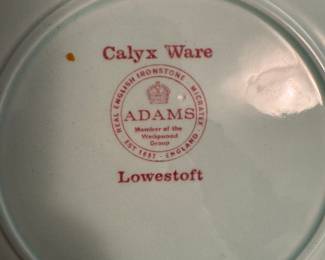 Calyx Ware
REAL ENGLISH IRONSTONE · MICRATEX
ADAMS
Member of the
Wedgwood
Group
EST 1657 · ENGLAND
Lowestoft